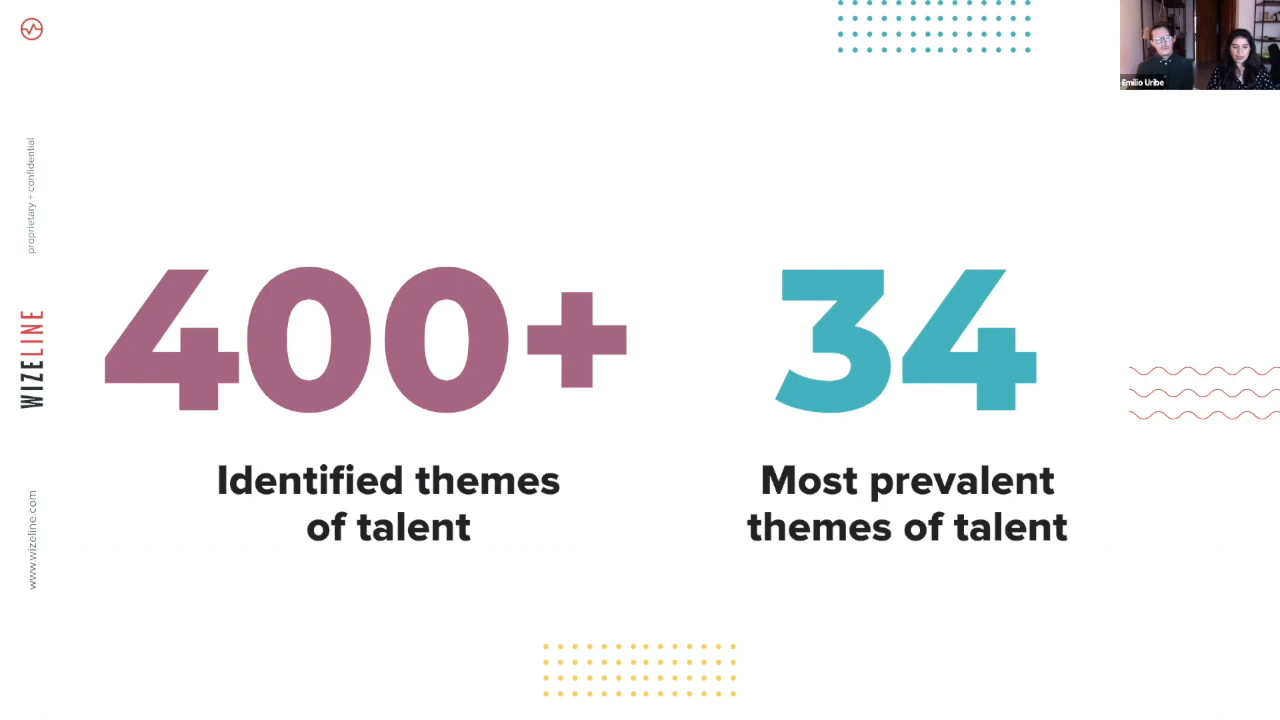 Emilio Uribe
proprietary + confidential
WIZELINE
www.wizeline.com
400+
Identified themes
of talent
34
Most prevalent
themes of talent